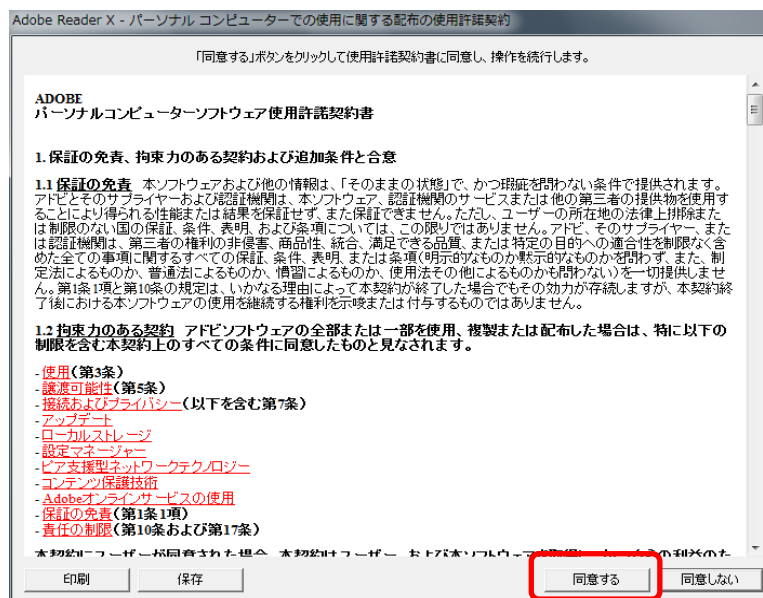 Adobe Reader X - パーソナル コンピューターでの使用に関する配布の使用許諾契約
「同意する」ボタンをクリックして使用許諾契約書に同意し、操作を続行します。
ADOBE
パーソナルコンピューターソフトウェア使用許諾契約書
1. 保証の免責、拘束力のある契約および追加条件と合意
1.1 保証の免責 本ソフトウェアおよび他の情報は、「そのままの状態」で、かつ瑕疵を問わない条件で提供されます。
アドビとそのサプライヤーおよび認証機関は、本ソフトウェア、認証機関のサービスまたは他の第三者の提供物を使用す
ることにより得られる性能または結果を保証せず、また保証できません。ただし、ユーザーの所在地の法律上排除また
は制限のない国の保証、条件、表明、および条項については、この限りではありません。アドビ、そのサプライヤー、また
は認証機関は、第三者の権利の非侵害、商品性、統合、満足できる品質、または特定の目的への適合性を制限なく含
めた全ての事項に関するすべての保証、条件、表明、または条項(明示的なものか黙示的なものかを問わず、また、制
定法によるものか、普通法によるものか、慣習によるものか、使用法その他によるものかも問わない)を一切提供しませ
ん。第1条1項と第10条の規定は、いかなる理由によって本契約が終了した場合でもその効力が存続しますが、本契約終
了後における本ソフトウェアの使用を継続する権利を示唆または付与するものではありません。
1.2 拘束力のある契約 アドビソフトウェアの全部または一部を使用、複製または配布した場合は、特に以下の
制限を含む本契約上のすべての条件に同意したものと見なされます。
- 使用(第3条)
- 譲渡可能性(第5条)
- 接続およびプライバシー(以下を含む第7条)
- アップデート
- ローカルストレージ
- 設定マネージャー
- ピア支援型ネットワークテクノロジー
- コンテンツ保護技術
- Adobeオンラインサービスの使用
- 保証の免責(第1条1項)
- 責任の制限(第10条および第17条)
本契約にユーザーが同意された場合、本契約はユーザー、および本ソフトウェア
印刷 保存 同意する 同意しない